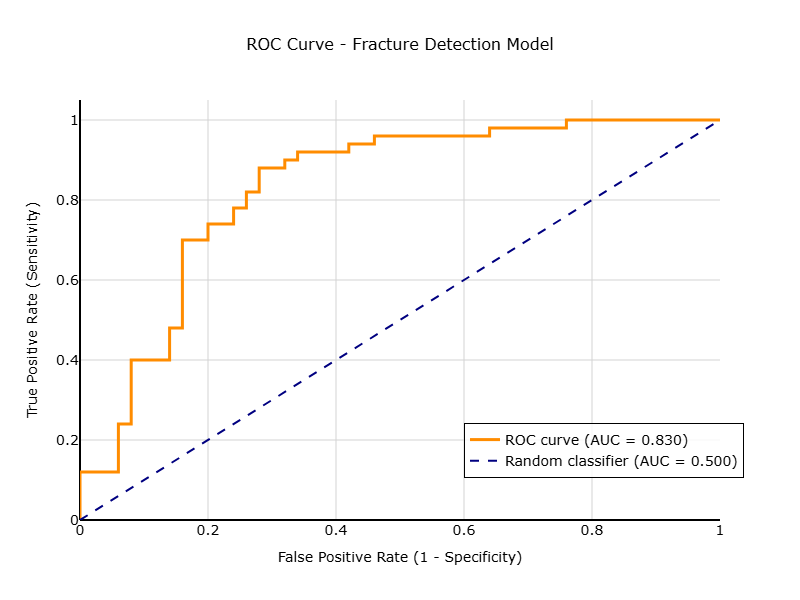 ROC Curve - Fracture Detection Model
True Positive Rate (Sensitivity)
1
0.8
0.6
0.4
0.2
0
0
0.2
0.4
0.6
0.8
1
False Positive Rate (1 - Specificity)
ROC curve (AUC = 0.830)
Random classifier (AUC = 0.500)